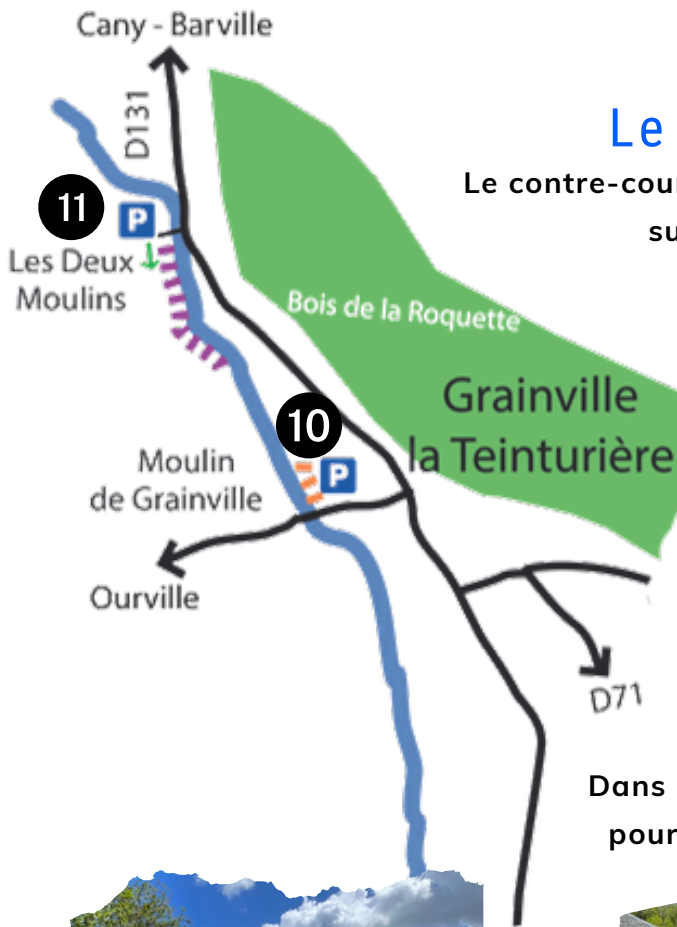 Cany - Barville
D131
Le
Le contre-cour
su
11
P
Les Deux
Moulins
Bois de la Roquette
Grainville
la Teinturière
10
P
Moulin
de Grainville
Ourville
D71
Dans
pour